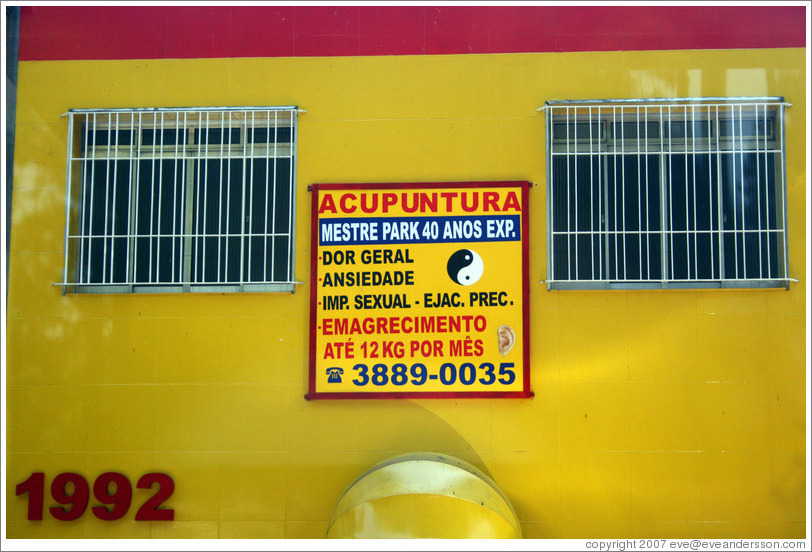 ACUPUNTURA
MESTRE PARK 40 ANOS EXP.
·DOR GERAL
·ANSIEDADE
·IMP. SEXUAL - EJAC. PREC.
·EMAGRECIMENTO
ATÉ 12 KG POR MÊS
☎ 3889-0035
1992
copyright 2007 eve@eveandersson.com